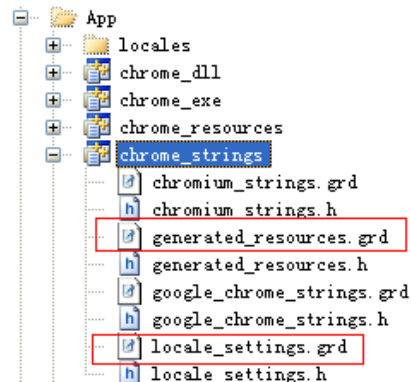 App
locales
chrome_dll
chrome_exe
chrome_resources
chrome_strings
chromium_strings.grd
chromium_strings.h
generated_resources.grd
generated_resources.h
google_chrome_strings.grd
google_chrome_strings.h
locale_settings.grd
locale_settings.h